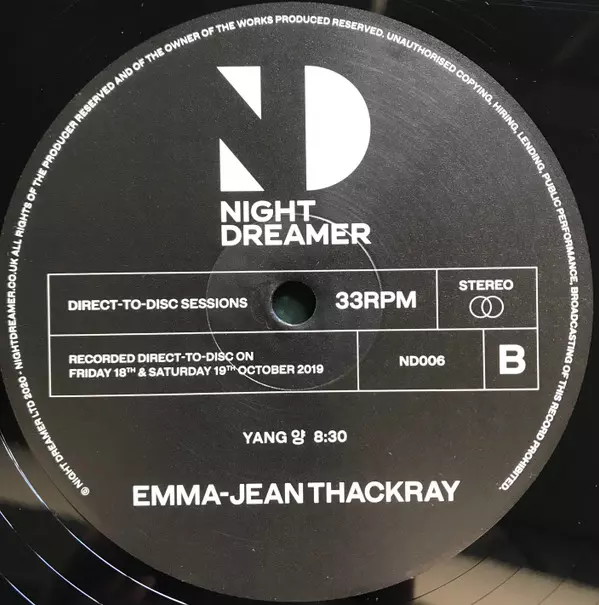 ND
NIGHT
DREAMER
DIRECT-TO-DISC SESSIONS
33RPM
STEREO
RECORDED DIRECT-TO-DISC ON
FRIDAY 18TH & SATURDAY 19TH OCTOBER 2019
ND006
B
YANG 양 8:30
EMMA-JEAN THACKRAY
© NIGHT DREAMER LTD 2020 - NIGHTDREAMER.CO.UK ALL RIGHTS OF THE PRODUCER RESERVED AND OF THE OWNER OF THE WORKS PRODUCED RESERVED. UNAUTHORISED COPYING, HIRING, LENDING, PUBLIC PERFORMANCE, BROADCASTING OF THIS RECORD PROHIBITED.